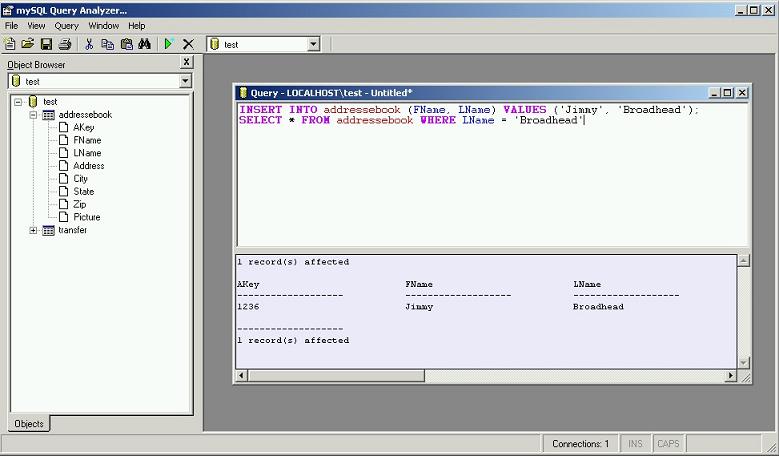 mySQL Query Analyzer...
File View Query Window Help
test
Object Browser
X
test
test
addressebook
AKey
FName
LName
Address
City
State
Zip
Picture
transfer
Objects
Query - LOCALHOST\test - Untitled*
INSERT INTO addressebook (FName, LName) VALUES ('Jimmy', 'Broadhead');
SELECT * FROM addressebook WHERE LName = 'Broadhead'
1 record(s) affected
AKey FName LName
-------------------- -------------------- --------------------
1236 Jimmy Broadhead
--------------------
1 record(s) affected
Connections: 1 INS CAPS